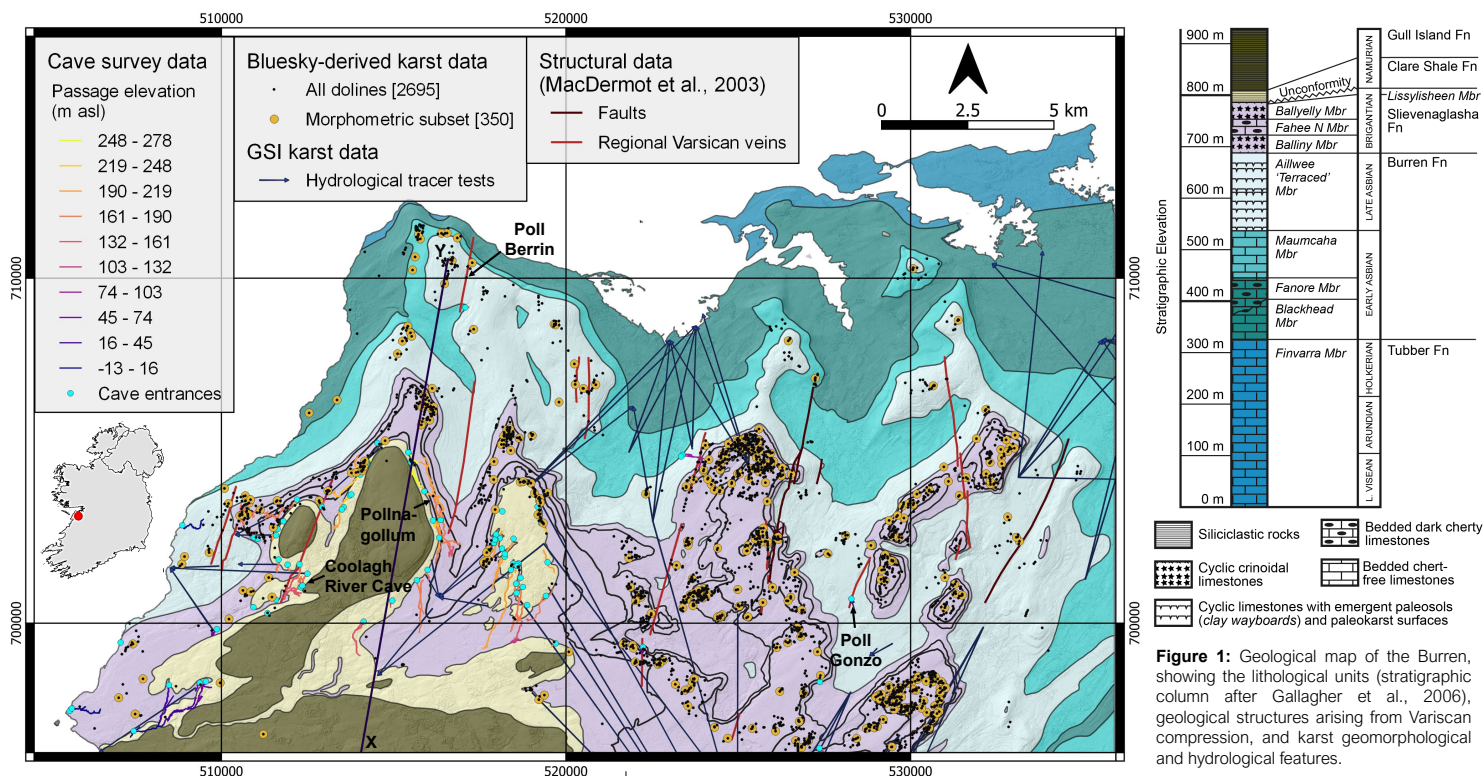 510000
520000
530000
Cave survey data
Passage elevation
(m asl)
248 - 278
219 - 248
190 - 219
161 - 190
132 - 161
103 - 132
74 - 103
45 - 74
16 - 45
-13 - 16
Cave entrances
Bluesky-derived karst data
All dolines [2695]
Morphometric subset [350]
GSI karst data
Hydrological tracer tests
Structural data
(MacDermot et al., 2003)
Faults
Regional Varsican veins
0
2.5
5 km
Poll
Berrin
Y
710000
710000
Pollna-
gollum
Coolagh
River Cave
700000
700000
Poll
Gonzo
X
510000
520000
530000
Stratigraphic Elevation
900 m
800 m
700 m
600 m
500 m
400 m
300 m
200 m
100 m
0 m
Unconformity
NAMURIAN
BRIGANTIAN
LATE ASBIAN
EARLY ASBIAN
HOLKERIAN
ARUNDIAN
L. VISEAN
Gull Island Fn
Clare Shale Fn
Lissylisheen Mbr
Ballyelly Mbr
Slievenaglasha
Fn
Fahee N Mbr
Balliny Mbr
Aillwee
‘Terraced’
Mbr
Burren Fn
Maumcaha
Mbr
Fanore Mbr
Blackhead
Mbr
Finvarra Mbr
Tubber Fn
Siliciclastic rocks
Bedded dark cherty
limestones
Cyclic crinoidal
limestones
Bedded chert-
free limestones
Cyclic limestones with emergent paleosols
(clay wayboards) and paleokarst surfaces
Figure 1: Geological map of the Burren,
showing the lithological units (stratigraphic
column after Gallagher et al., 2006),
geological structures arising from Variscan
compression, and karst geomorphological
and hydrological features.